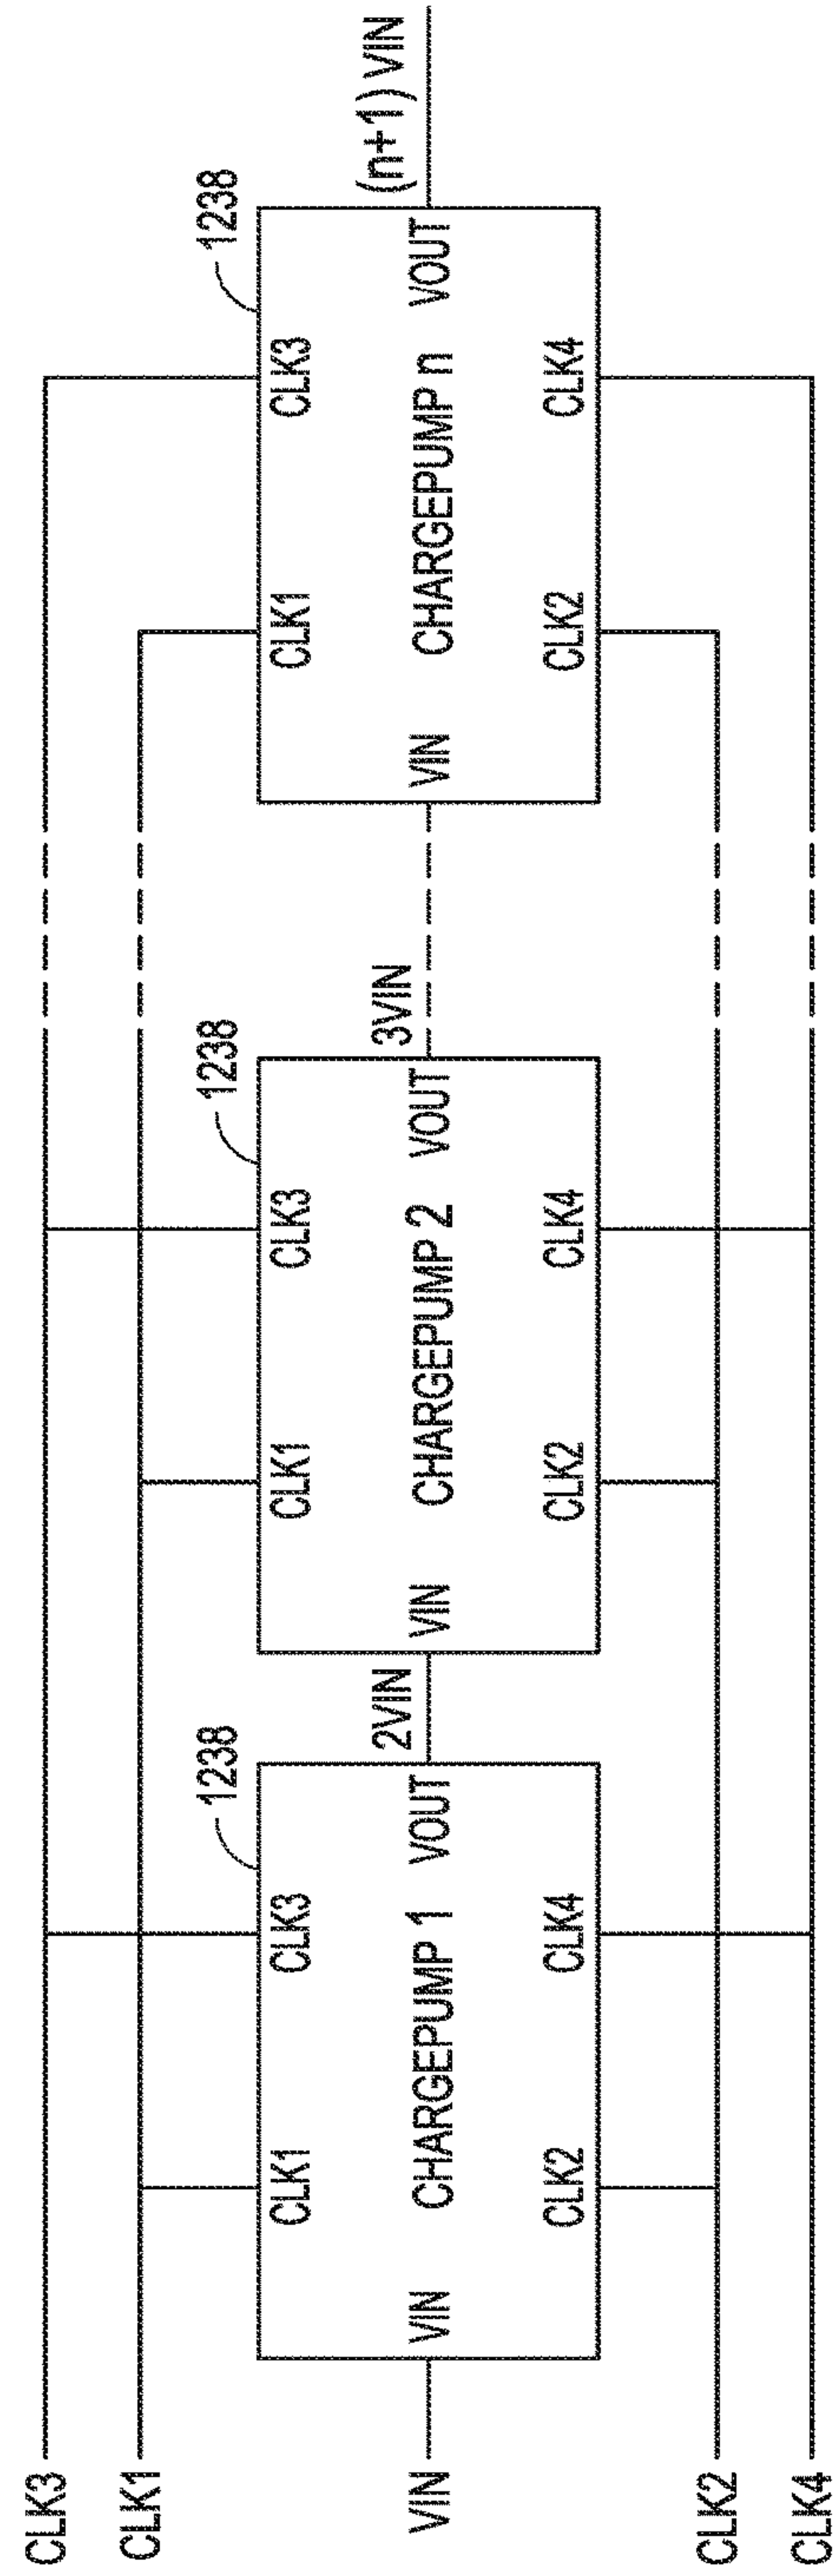 CLK3
CLK1
VIN
CLK2
CLK4
1238
CLK1
CLK3
VIN
CHARGEPUMP 1
VOUT
CLK2
CLK4
2VIN
1238
CLK1
CLK3
VIN
CHARGEPUMP 2
VOUT
CLK2
CLK4
3VIN
1238
CLK1
CLK3
VIN
CHARGEPUMP n
VOUT
CLK2
CLK4
(n+1) VIN